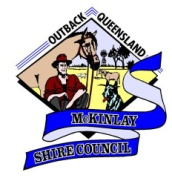 OUTBACK QUEENSLAND
McKINLAY
SHIRE COUNCIL